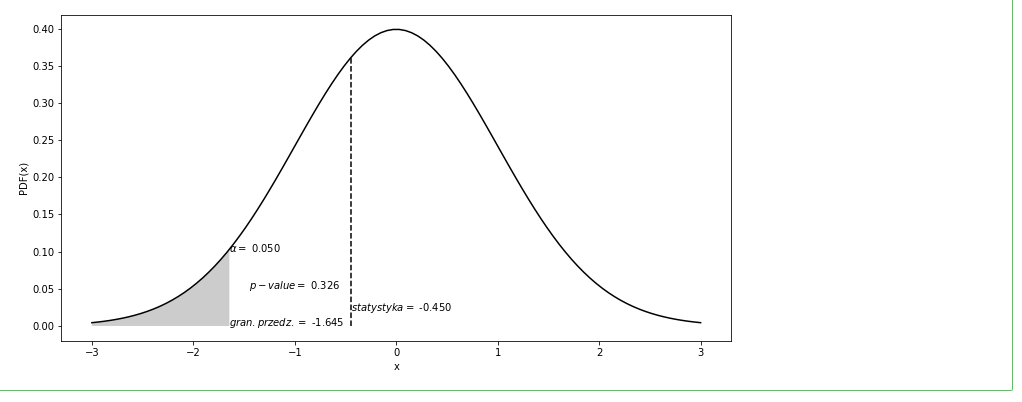 0.40
0.35
0.30
0.25
0.20
0.15
0.10
0.05
0.00
PDF(x)
α = 0.050
p − value = 0.326
statystyka = -0.450
gran. przedz. = -1.645
−3 −2 −1 0 1 2 3
x